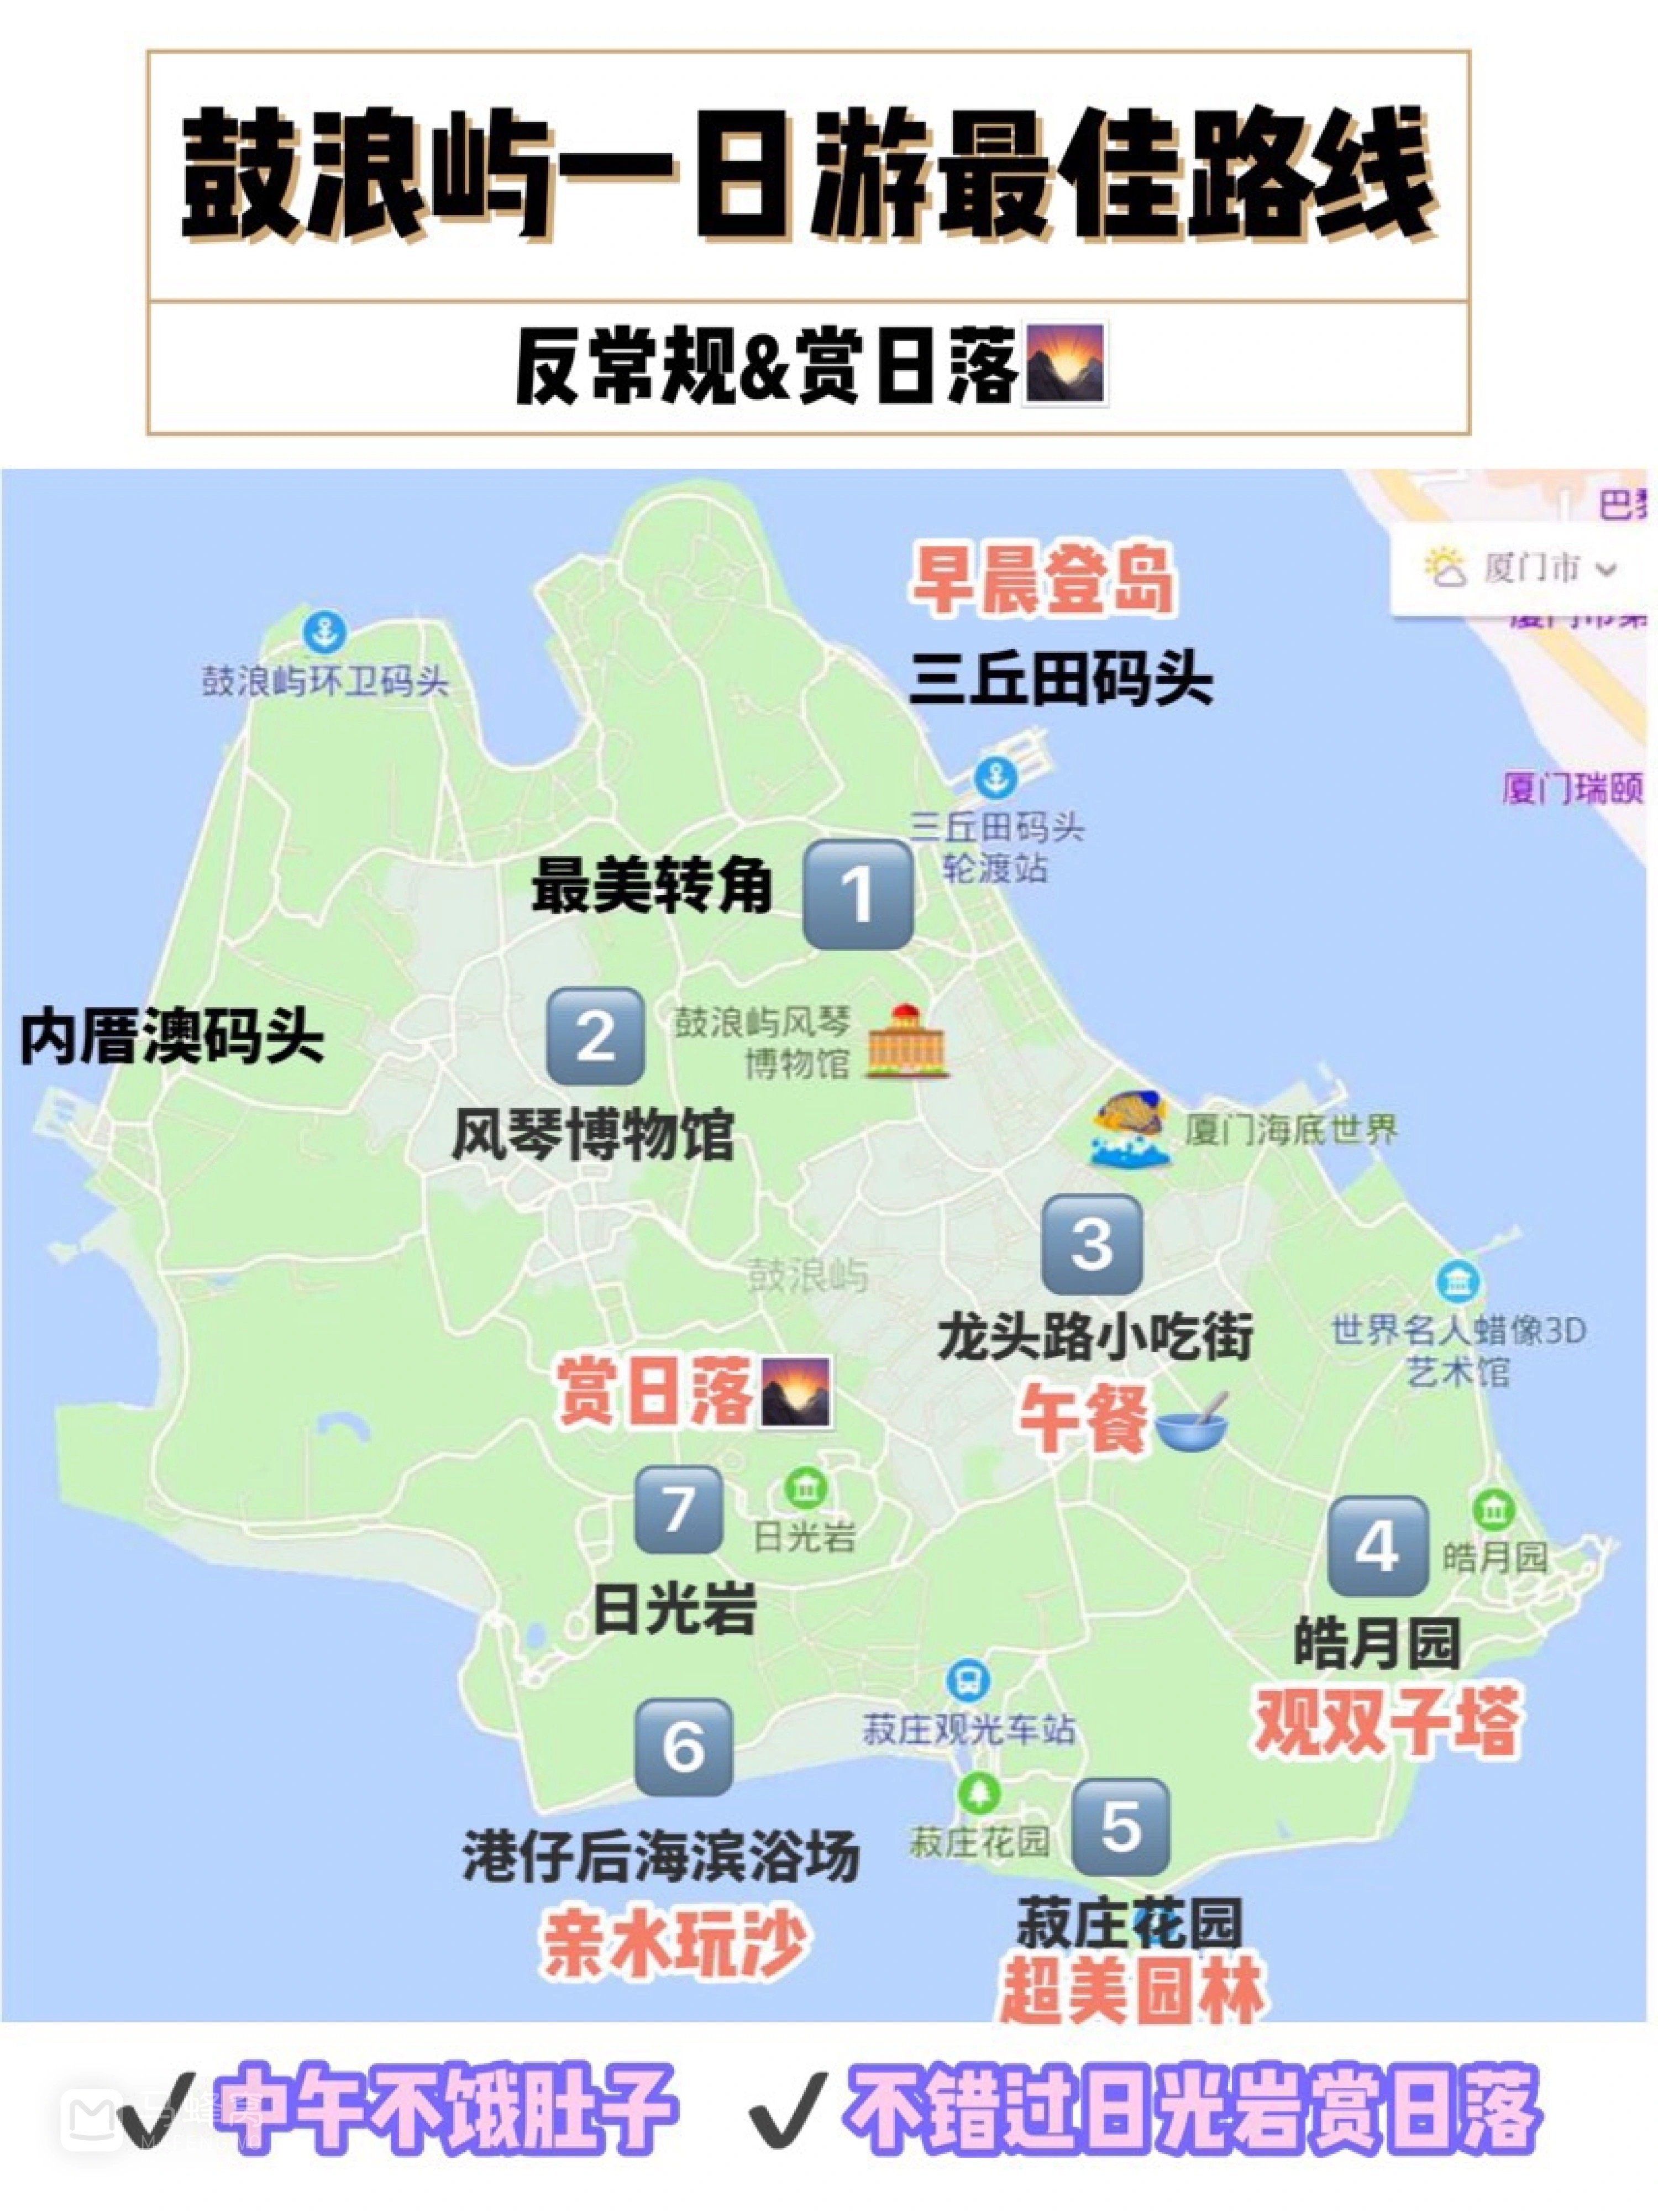 鼓浪屿一日游最佳路线
反常规&赏日落
早晨登岛
厦门市
三丘田码头
鼓浪屿环卫码头
厦门瑞颐
三丘田码头
轮渡站
最美转角
1
内厝澳码头
2
鼓浪屿风琴
博物馆
风琴博物馆
厦门海底世界
3
鼓浪屿
龙头路小吃街
世界名人蜡像3D
艺术馆
赏日落
午餐
7
日光岩
日光岩
4
皓月园
皓月园
观双子塔
6
菽庄观光车站
港仔后海滨浴场
亲水玩沙
菽庄花园
5
菽庄花园
超美园林
✓中午不饿肚子
✓不错过日光岩赏日落
马蜂窝